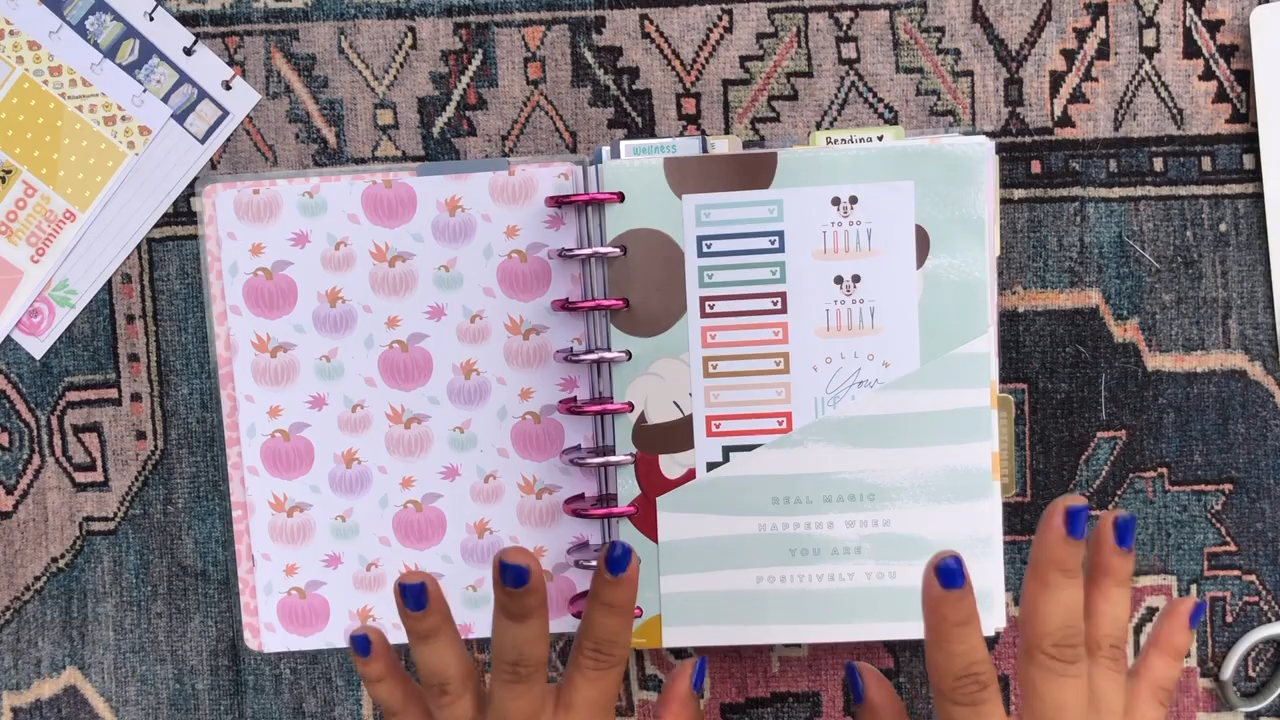 good
things
are
coming
Wellness
Reading
TO DO
TODAY
TO DO
TODAY
FOLLOW
Your
REAL MAGIC
HAPPENS WHEN
YOU ARE
POSITIVELY YOU